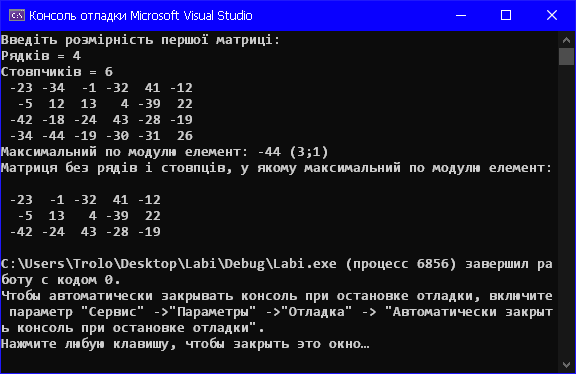 Консоль отладки Microsoft Visual Studio
Введіть розмірність першої матриці:
Рядків = 4
Стовпчиків = 6
-23 -34  -1 -32  41 -12
-5  12  13   4 -39  22
-42 -18 -24  43 -28 -19
-34 -44 -19 -30 -31  26
Максимальний по модулю елемент: -44 (3;1)
Матриця без рядів і стовпців, у якому максимальний по модулю елемент:
-23  -1 -32  41 -12
-5  13   4 -39  22
-42 -24  43 -28 -19
C:\Users\Trolo\Desktop\Labi\Debug\Labi.exe (процесс 6856) завершил ра
боту с кодом 0.
Чтобы автоматически закрывать консоль при остановке отладки, включите
параметр "Сервис" ->"Параметры" ->"Отладка" -> "Автоматически закрыт
ь консоль при остановке отладки".
Нажмите любую клавишу, чтобы закрыть это окно…